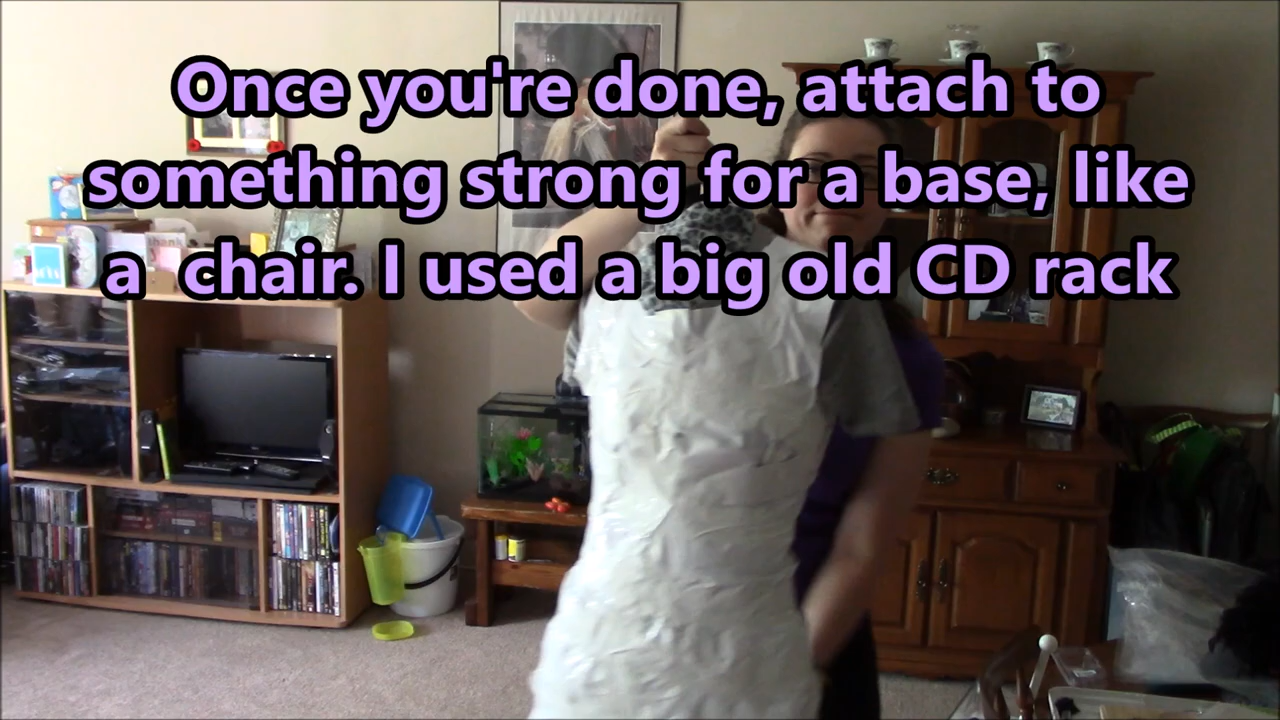 Once you're done, attach to
something strong for a base, like
a  chair. I used a big old CD rack